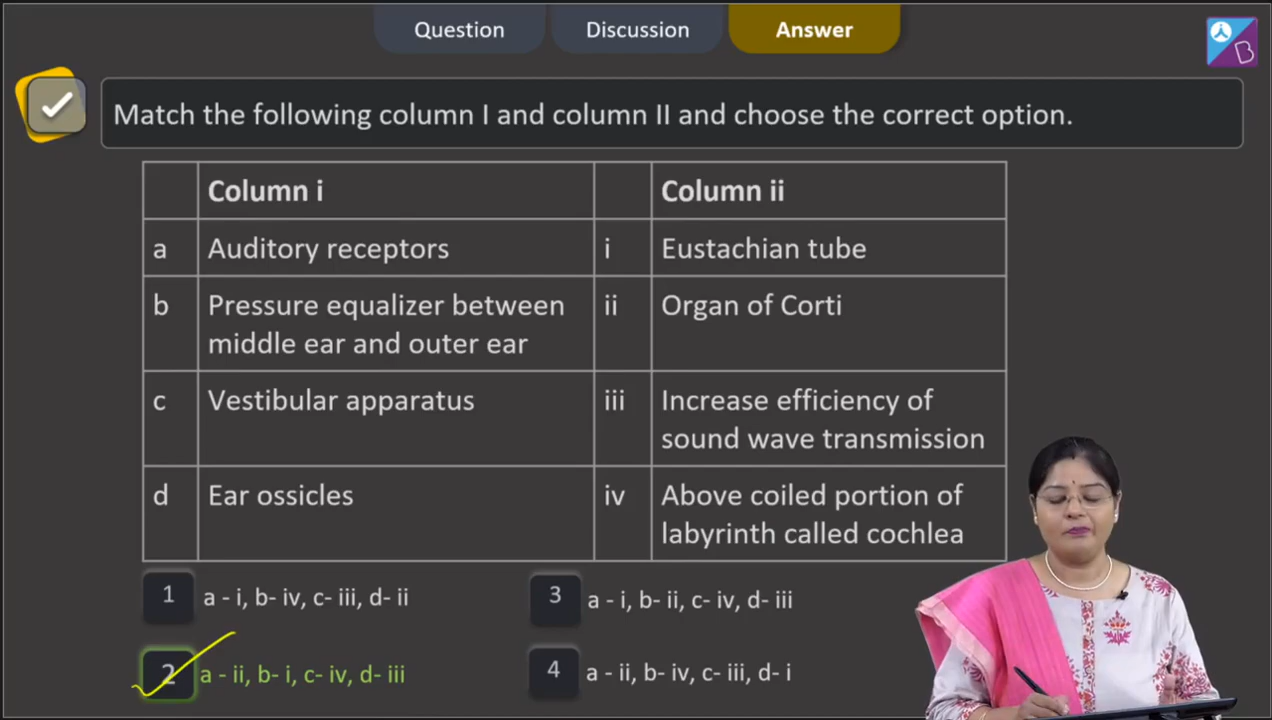 Question
Discussion
Answer
B
Match the following column I and column II and choose the correct option.
Column i
Column ii
a
Auditory receptors
i
Eustachian tube
b
Pressure equalizer between
middle ear and outer ear
ii
Organ of Corti
c
Vestibular apparatus
iii
Increase efficiency of
sound wave transmission
d
Ear ossicles
iv
Above coiled portion of
labyrinth called cochlea
1
a - i, b- iv, c- iii, d- ii
3
a - i, b- ii, c- iv, d- iii
2
a - ii, b- i, c- iv, d- iii
4
a - ii, b- iv, c- iii, d- i